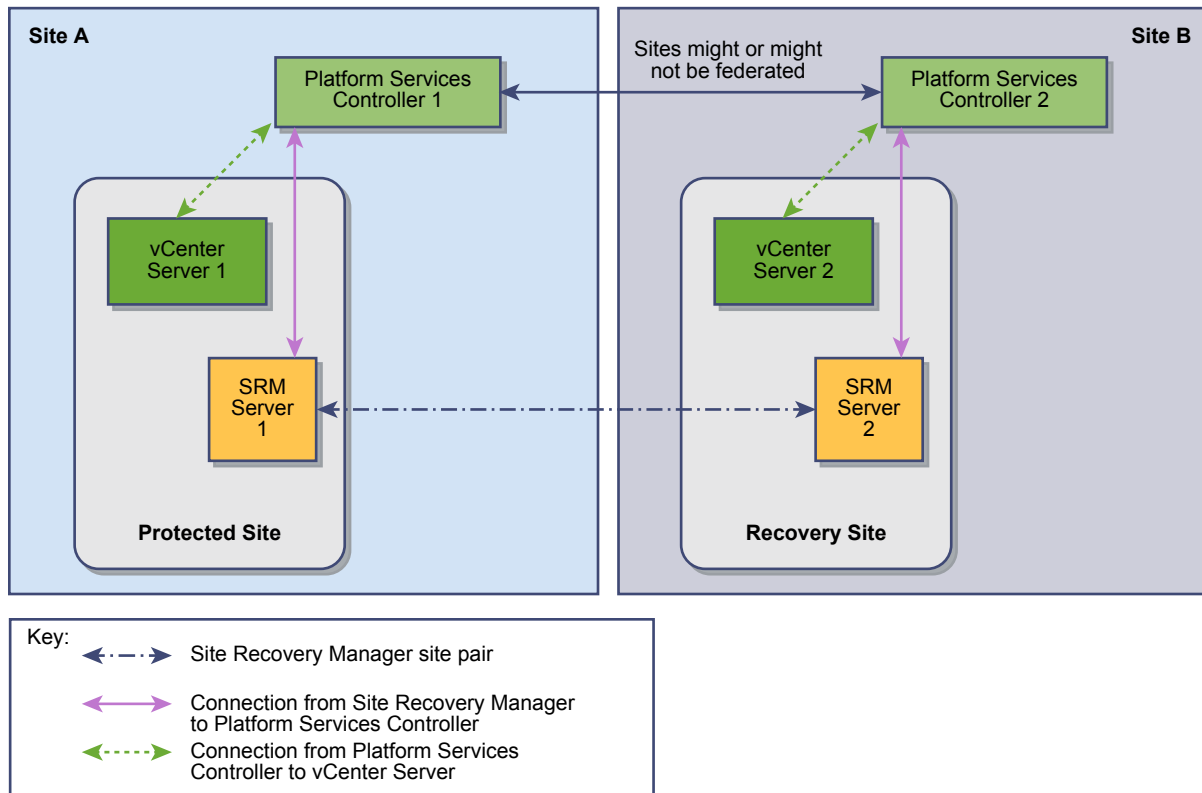 Site A
Site B
Sites might or might
not be federated
Platform Services
Controller 1
Platform Services
Controller 2
vCenter
Server 1
vCenter
Server 2
SRM
Server
1
SRM
Server
2
Protected Site
Recovery Site
Key:
Site Recovery Manager site pair
Connection from Site Recovery Manager
to Platform Services Controller
Connection from Platform Services
Controller to vCenter Server